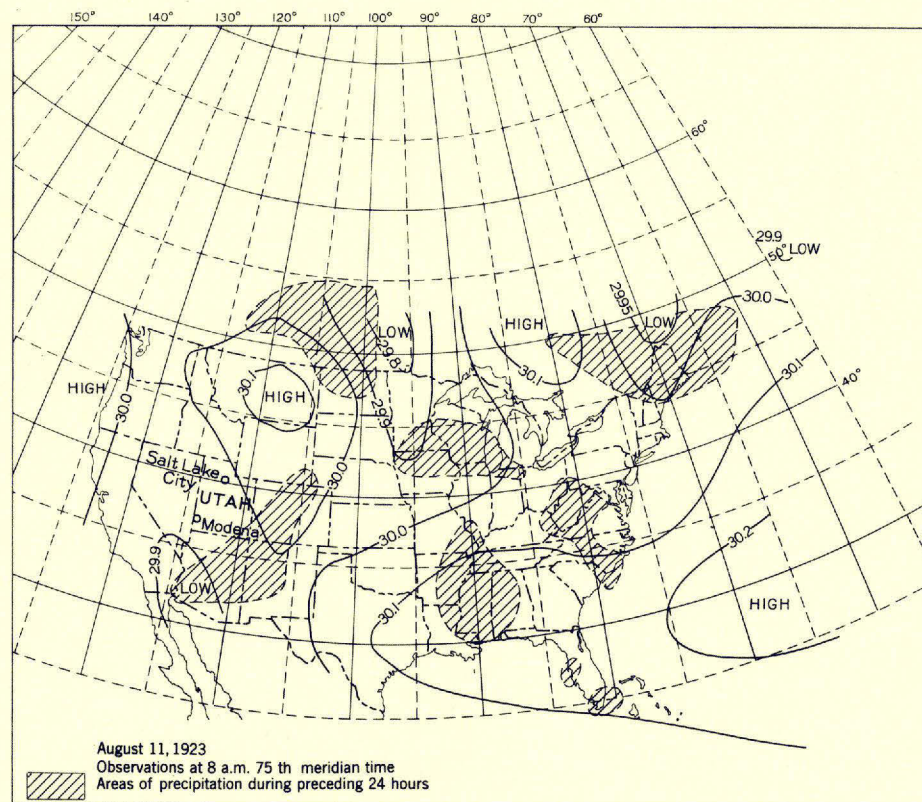 150° 140° 130° 120° 110° 100° 90° 80° 70° 60°
60°
29.9
50° LOW
29.95
30.0
HIGH
LOW
LOW
29.8
30.1
30.1
HIGH
30.0
30.1
HIGH
29.9
40°
Salt Lake
City
UTAH
Modena
30.0
30.0
30.2
29.9
LOW
30.1
HIGH
August 11, 1923
Observations at 8 a.m. 75 th meridian time
Areas of precipitation during preceding 24 hours